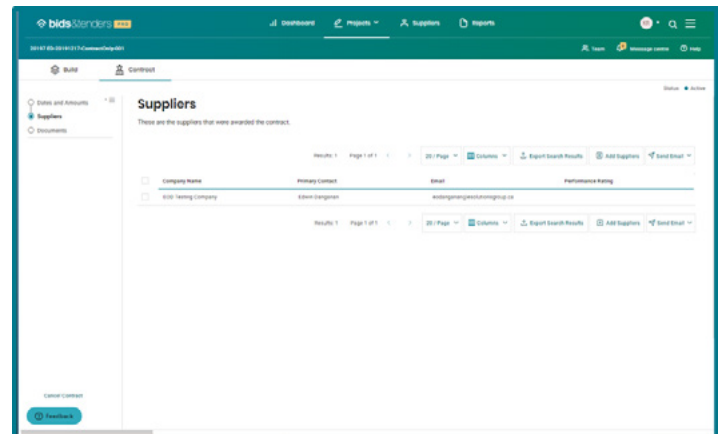 bids&tenders PRO
Dashboard Projects Suppliers Reports
Team Message centre Help
Build Contract
Status Active
Dates and Amounts
Suppliers
Documents
Suppliers
These are the suppliers that were awarded the contract.
Results: 1 Page 1 of 1 20 / Page Columns Export Search Results Add Suppliers Send Email
Company Name Primary Contact Email Performance Rating
Testing Company Edwin
Results: 1 Page 1 of 1 20 / Page Columns Export Search Results Add Suppliers Send Email
Cancel Contract
Feedback